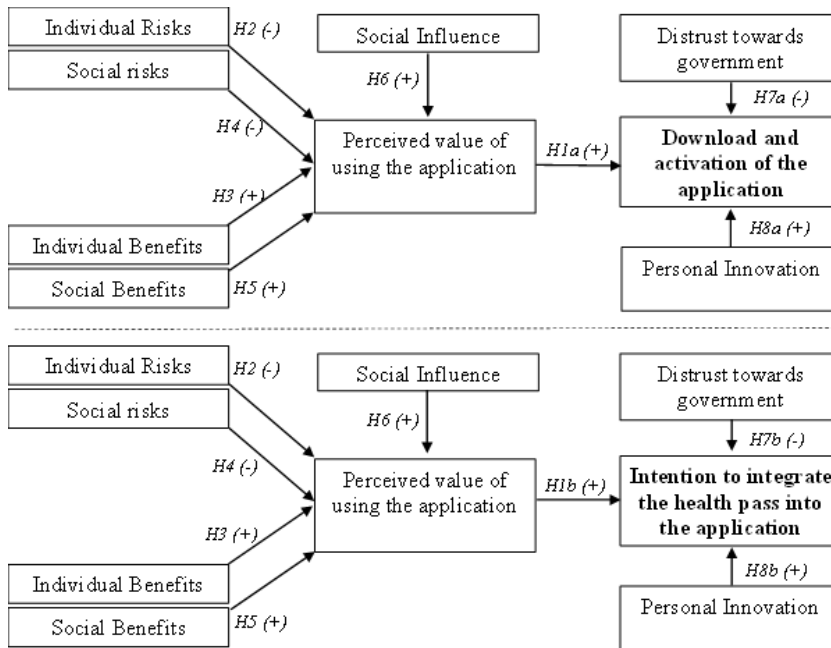 Individual Risks
H2 (-)
Social Influence
Distrust towards
government
Social risks
H6 (+)
H7a (-)
H4 (-)
Perceived value of
using the application
H1a (+)
Download and
activation of the
application
H3 (+)
H8a (+)
Individual Benefits
Personal Innovation
Social Benefits
H5 (+)
Individual Risks
H2 (-)
Social Influence
Distrust towards
government
Social risks
H6 (+)
H7b (-)
H4 (-)
Perceived value of
using the application
H1b (+)
Intention to integrate
the health pass into
the application
H3 (+)
H8b (+)
Individual Benefits
Personal Innovation
Social Benefits
H5 (+)